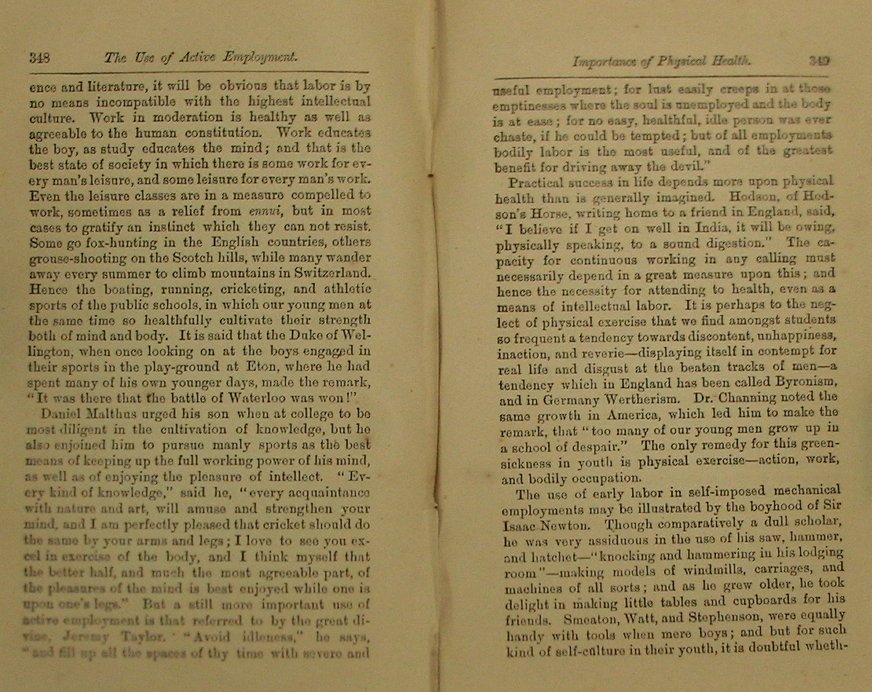 348 The Use of Active Employment.
ence and literature, it will be obvious that labor is by
no means incompatible with the highest intellectual
culture. Work in moderation is healthy as well as
agreeable to the human constitution. Work educates
the boy, as study educates the mind; and that is the
best state of society in which there is some work for ev-
ery man's leisure, and some leisure for every man's work.
Even the leisure classes are in a measure compelled to
work, sometimes as a relief from ennui, but in most
cases to gratify an instinct which they can not resist.
Some go fox-hunting in the English countries, others
grouse-shooting on the Scotch hills, while many wander
away every summer to climb mountains in Switzerland.
Hence the boating, running, cricketing, and athletic
sports of the public schools, in which our young men at
the same time so healthfully cultivate their strength
both of mind and body. It is said that the Duke of Wel-
lington, when once looking on at the boys engaged in
their sports in the play-ground at Eton, where he had
spent many of his own younger days, made the remark,
"It was there that the battle of Waterloo was won!"
Daniel Malthus urged his son when at college to be
most diligent in the cultivation of knowledge, but he
also enjoined him to pursue manly sports as the best
means of keeping up the full working power of his mind,
as well as of enjoying the pleasure of intellect. "Ev-
ery kind of knowledge," said he, "every acquaintance
with nature and art, will amuse and strengthen your
mind, and I am perfectly pleased that cricket should do
the same by your arms and legs; I love to see you ex-
cel in exercise of the body, and I think myself that
the better half, and much the most agreeable part, of
the pleasures of the mind is best enjoyed while one is
upon one's legs." But a still more important use of
active employment is that referred to by the great di-
vine, Jeremy Taylor. "Avoid idleness," he says,
"and fill up all the spaces of thy time with severe and
Importance of Physical Health. 349
useful employment; for lust easily creeps in at those
emptinesses where the soul is unemployed and the body
is at ease; for no easy, healthful, idle person was ever
chaste, if he could be tempted; but of all employments
bodily labor is the most useful, and of the greatest
benefit for driving away the devil."
Practical success in life depends more upon physical
health than is generally imagined. Hodson, of Hod-
son's Horse, writing home to a friend in England, said,
"I believe if I get on well in India, it will be owing,
physically speaking, to a sound digestion." The ca-
pacity for continuous working in any calling must
necessarily depend in a great measure upon this; and
hence the necessity for attending to health, even as a
means of intellectual labor. It is perhaps to the neg-
lect of physical exercise that we find amongst students
so frequent a tendency towards discontent, unhappiness,
inaction, and reverie—displaying itself in contempt for
real life and disgust at the beaten tracks of men—a
tendency which in England has been called Byronism,
and in Germany Wertherism. Dr. Channing noted the
same growth in America, which led him to make the
remark, that "too many of our young men grow up in
a school of despair." The only remedy for this green-
sickness in youth is physical exercise—action, work,
and bodily occupation.
The use of early labor in self-imposed mechanical
employments may be illustrated by the boyhood of Sir
Isaac Newton. Though comparatively a dull scholar,
he was very assiduous in the use of his saw, hammer,
and hatchet—"knocking and hammering in his lodging
room"—making models of windmills, carriages, and
machines of all sorts; and as he grew older, he took
delight in making little tables and cupboards for his
friends. Smeaton, Watt, and Stephenson, were equally
handy with tools when mere boys; and but for such
kind of self-culture in their youth, it is doubtful wheth-